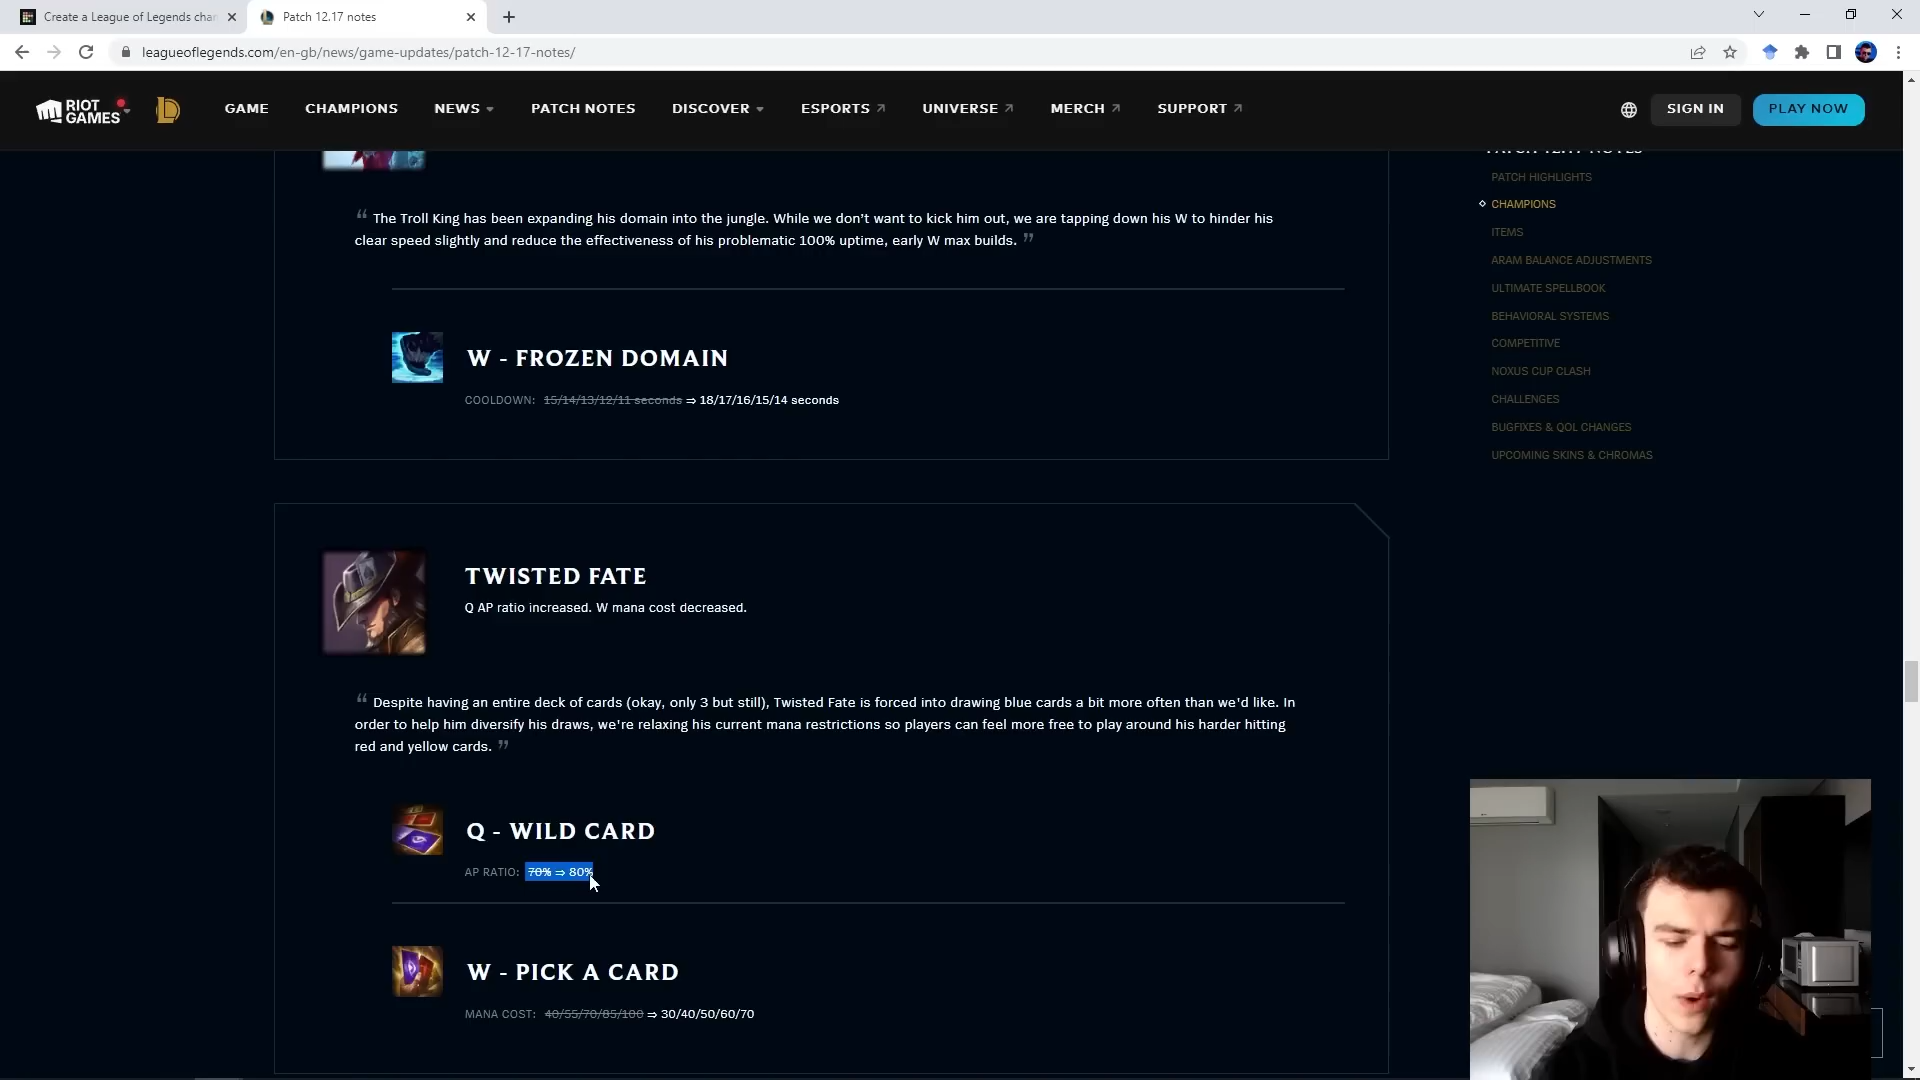 Create a League of Legends cha
Patch 12.17 notes
leagueoflegends.com/en-gb/news/game-updates/patch-12-17-notes/
RIOT GAMES
GAME
CHAMPIONS
NEWS
PATCH NOTES
DISCOVER
ESPORTS
UNIVERSE
MERCH
SUPPORT
SIGN IN
PLAY NOW
PATCH 12.17 NOTES
PATCH HIGHLIGHTS
CHAMPIONS
ITEMS
ARAM BALANCE ADJUSTMENTS
ULTIMATE SPELLBOOK
BEHAVIORAL SYSTEMS
COMPETITIVE
NOXUS CUP CLASH
CHALLENGES
BUGFIXES & QOL CHANGES
UPCOMING SKINS & CHROMAS
“ The Troll King has been expanding his domain into the jungle. While we don’t want to kick him out, we are tapping down his W to hinder his
clear speed slightly and reduce the effectiveness of his problematic 100% uptime, early W max builds. ”
W - FROZEN DOMAIN
COOLDOWN: 15/14/13/12/11 seconds ⇒ 18/17/16/15/14 seconds
TWISTED FATE
Q AP ratio increased. W mana cost decreased.
“ Despite having an entire deck of cards (okay, only 3 but still), Twisted Fate is forced into drawing blue cards a bit more often than we'd like. In
order to help him diversify his draws, we're relaxing his current mana restrictions so players can feel more free to play around his harder hitting
red and yellow cards. ”
Q - WILD CARD
AP RATIO: 70% ⇒ 80%
W - PICK A CARD
MANA COST: 40/55/70/85/100 ⇒ 30/40/50/60/70